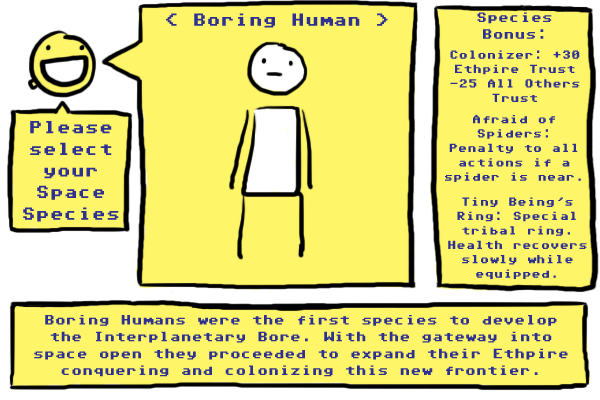 < Boring Human >
Please
select
your
Space
Species
Species
Bonus:
Colonizer: +30
Ethpire Trust
-25 All Others
Trust
Afraid of
Spiders:
Penalty to all
actions if a
spider is near.
Tiny Being's
Ring: Special
tribal ring.
Health recovers
slowly while
equipped.
Boring Humans were the first species to develop
the Interplanetary Bore. With the gateway into
space open they proceeded to expand their Ethpire
conquering and colonizing this new frontier.